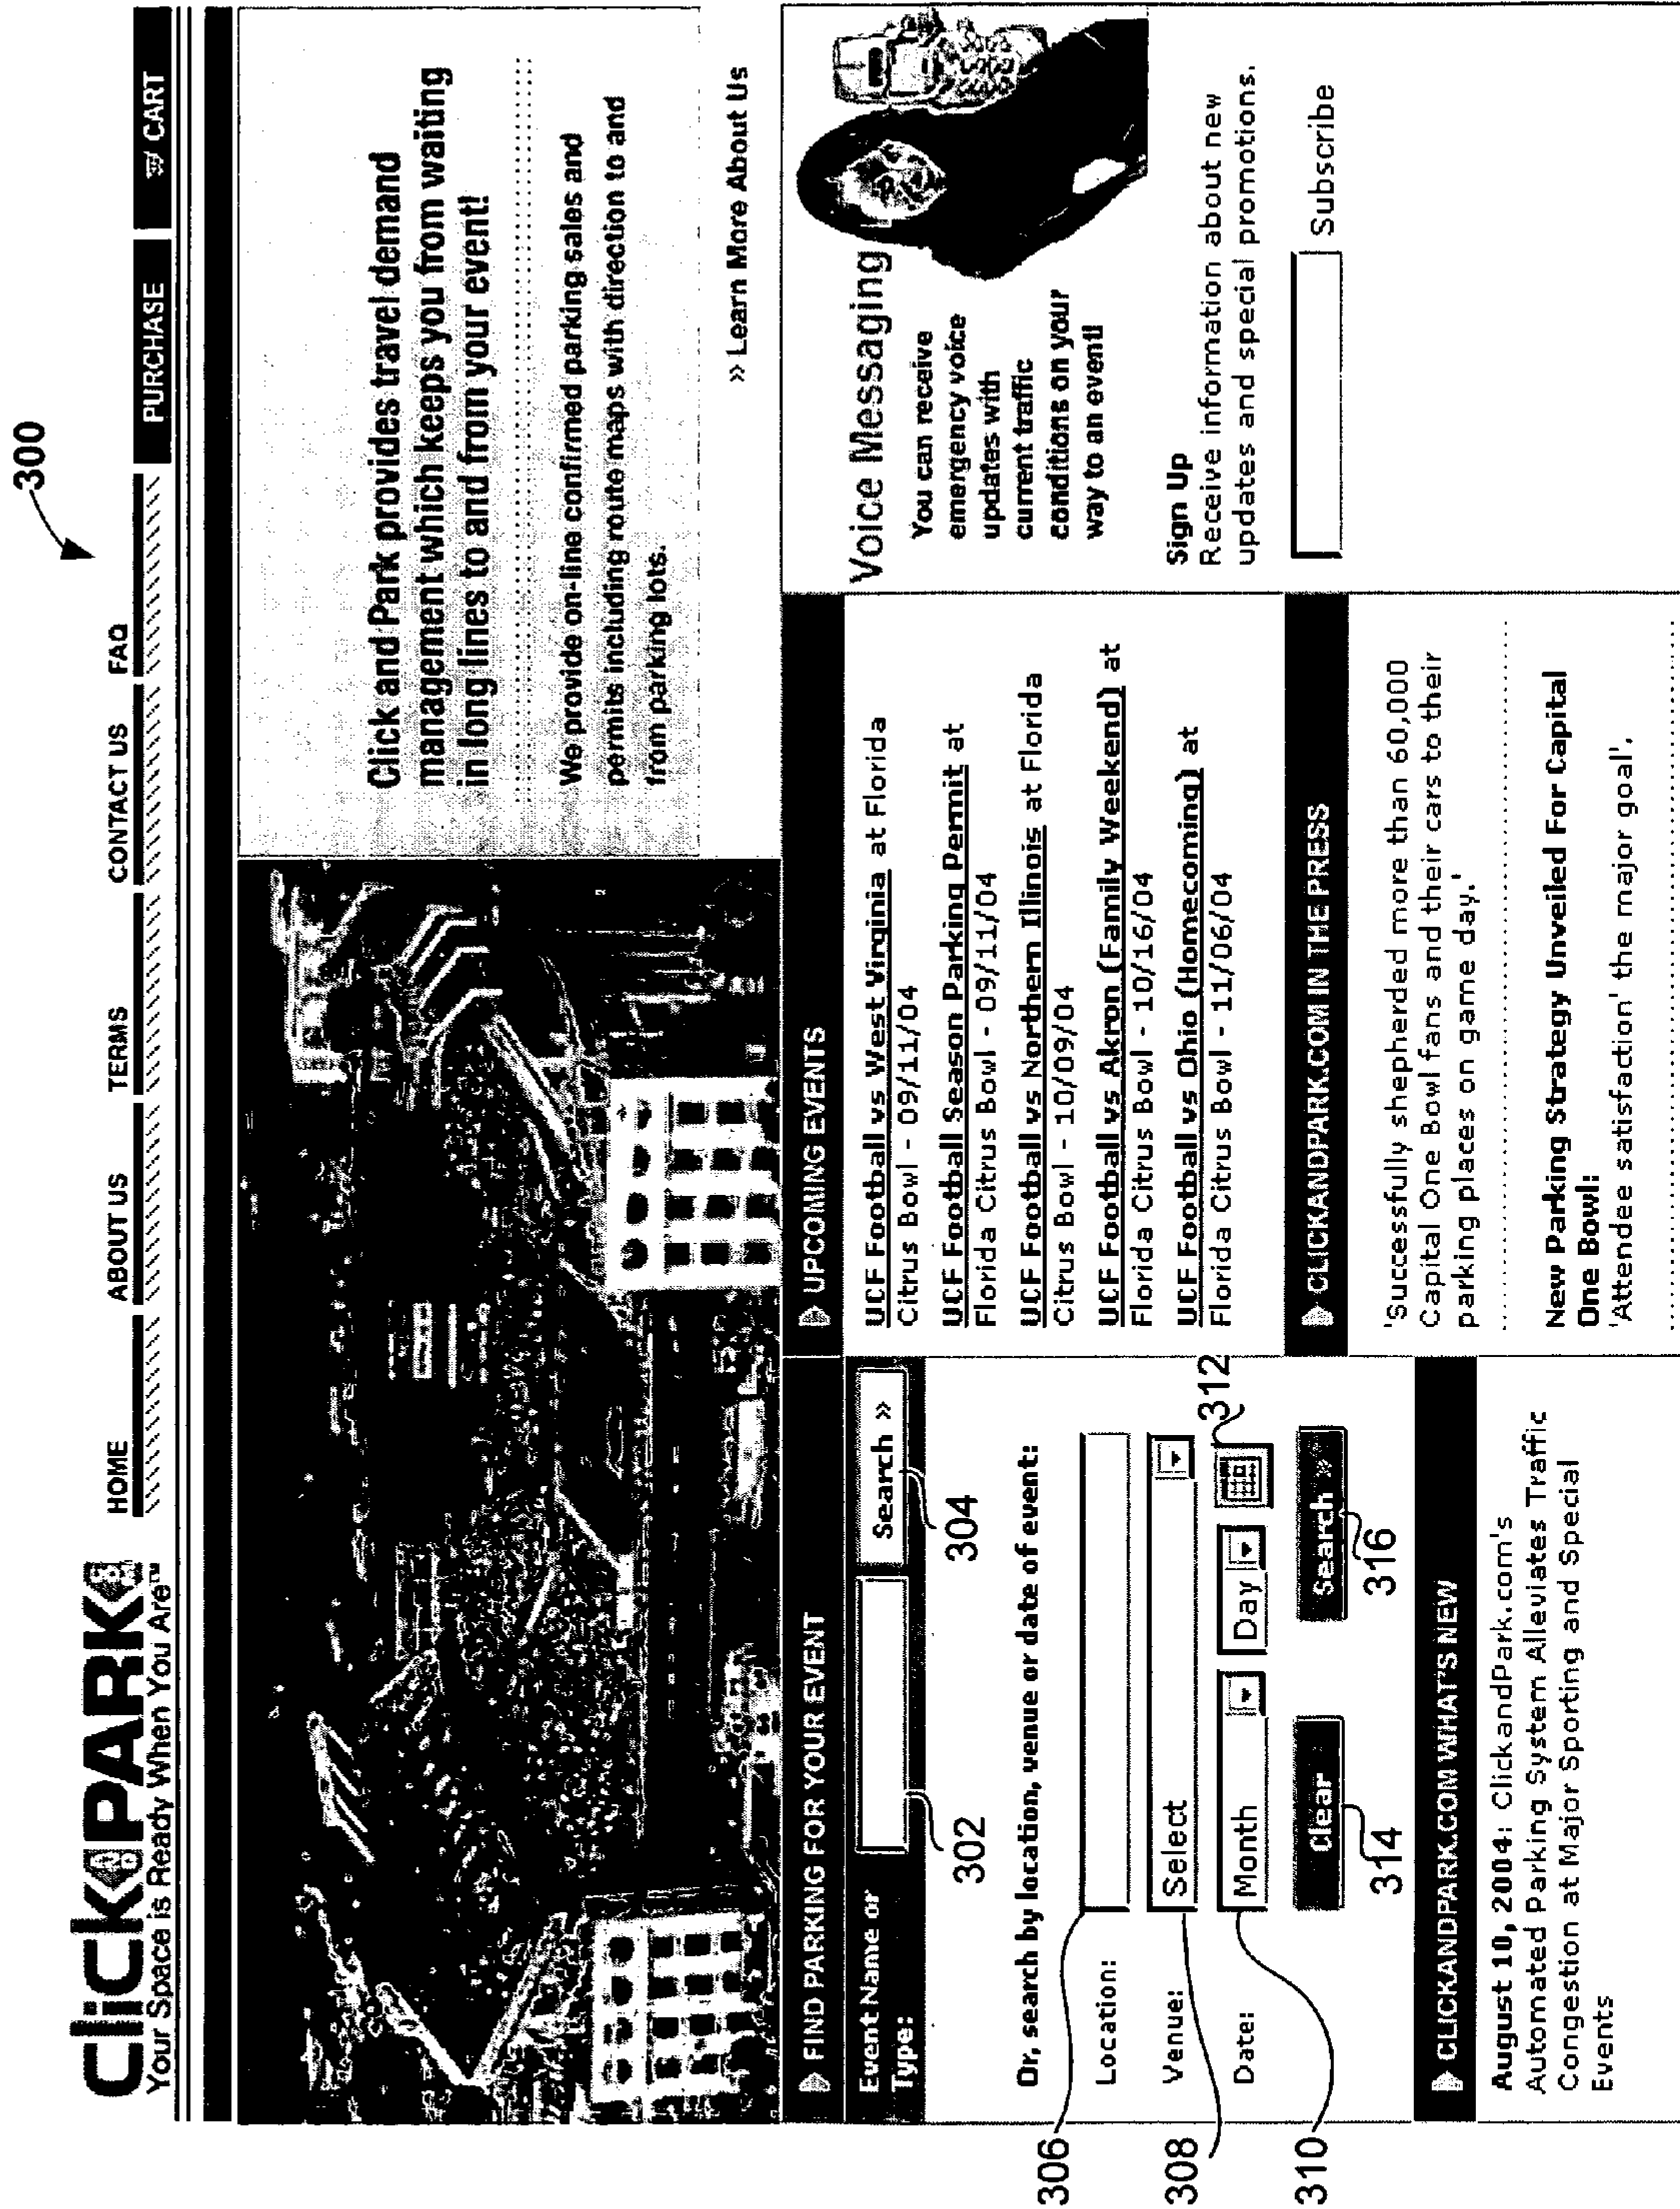 300
Click and PARK.COM
Your Space is Ready When You Are™
HOME
ABOUT US
TERMS
CONTACT US
FAQ
PURCHASE
CART
Click and Park provides travel demand
management which keeps you from waiting
in long lines to and from your event!
We provide on-line confirmed parking sales and
permits including route maps with direction to and
from parking lots.
» Learn More About Us
FIND PARKING FOR YOUR EVENT
Event Name or
Type:
Search »
302
304
Or, search by location, venue or date of event:
306
Location:
308
Venue:
Select
310
Date:
Month
Day
312
Clear
Search »
314
316
CLICKANDPARK.COM WHAT'S NEW
August 10, 2004: ClickandPark.com's
Automated Parking System Alleviates Traffic
Congestion at Major Sporting and Special
Events
UPCOMING EVENTS
UCF Football vs West Virginia at Florida
Citrus Bowl - 09/11/04
UCF Football Season Parking Permit at
Florida Citrus Bowl - 09/11/04
UCF Football vs Northern Illinois at Florida
Citrus Bowl - 10/09/04
UCF Football vs Akron (Family Weekend) at
Florida Citrus Bowl - 10/16/04
UCF Football vs Ohio (Homecoming) at
Florida Citrus Bowl - 11/06/04
CLICKANDPARK.COM IN THE PRESS
'Successfully shepherded more than 60,000
Capital One Bowl fans and their cars to their
parking places on game day.'
New Parking Strategy Unveiled For Capital
One Bowl:
'Attendee satisfaction' the major goal'.
Voice Messaging
You can receive
emergency voice
updates with
current traffic
conditions on your
way to an event!
Sign Up
Receive information about new
updates and special promotions.
Subscribe